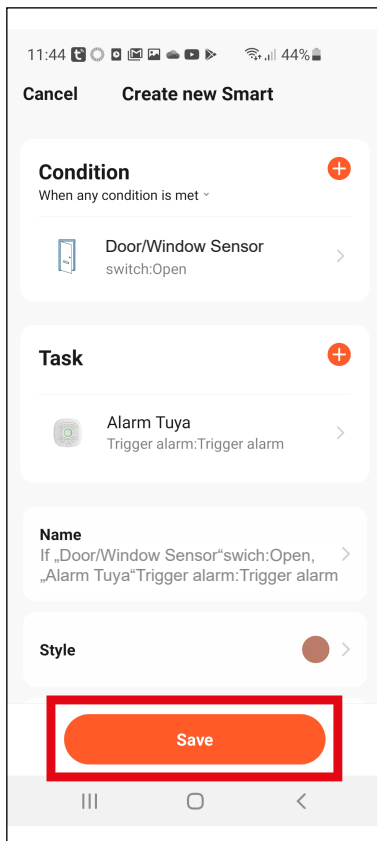 11:44 44%
Cancel Create new Smart
Condition
When any condition is met
Door/Window Sensor
switch:Open
Task
Alarm Tuya
Trigger alarm:Trigger alarm
Name
If „Door/Window Sensor“swich:Open,
„Alarm Tuya“Trigger alarm:Trigger alarm
Style
Save